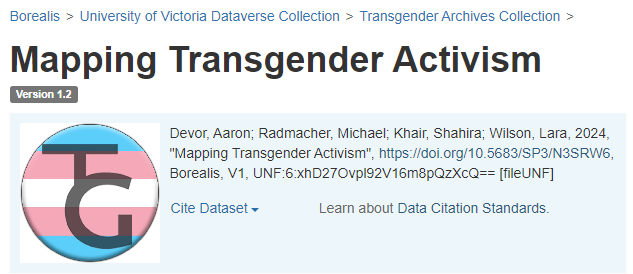 Borealis > University of Victoria Dataverse Collection > Transgender Archives Collection >
Mapping Transgender Activism
Version 1.2
TG
Devor, Aaron; Radmacher, Michael; Khair, Shahira; Wilson, Lara, 2024,
"Mapping Transgender Activism", https://doi.org/10.5683/SP3/N3SRW6,
Borealis, V1, UNF:6:xhD27Ovpl92V16m8pQzXcQ== [fileUNF]
Cite Dataset
Learn about Data Citation Standards.